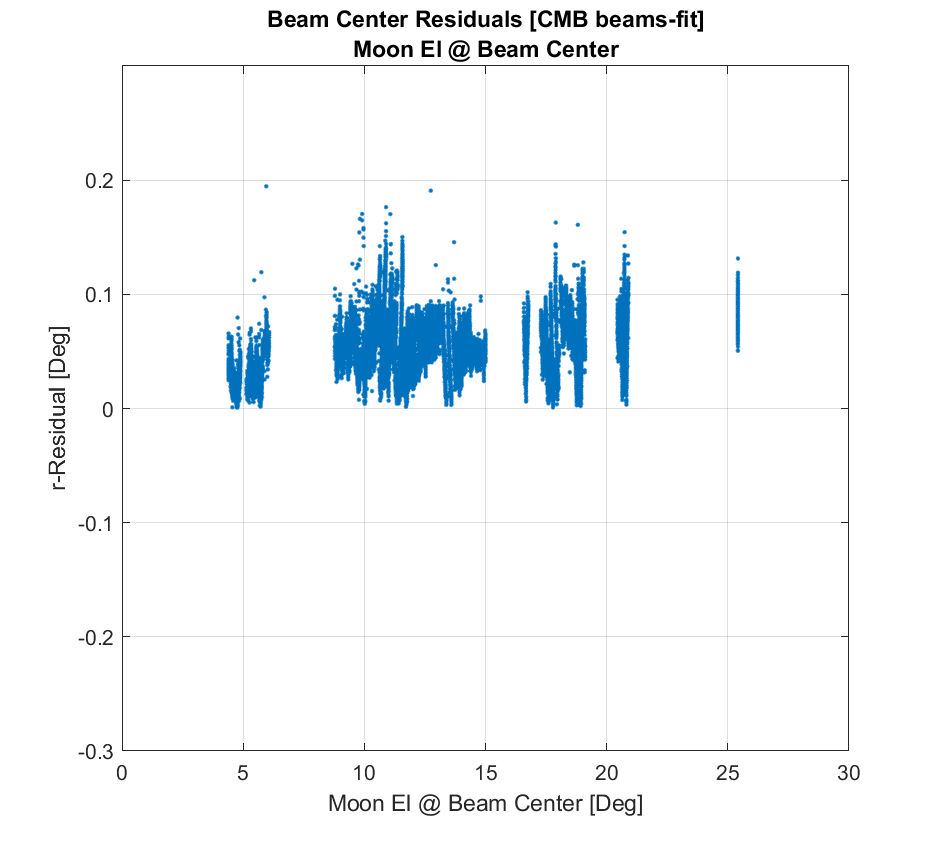 Beam Center Residuals [CMB beams-fit]
Moon El @ Beam Center
0.2
0.1
0
-0.1
-0.2
-0.3
r-Residual [Deg]
0 5 10 15 20 25 30
Moon El @ Beam Center [Deg]